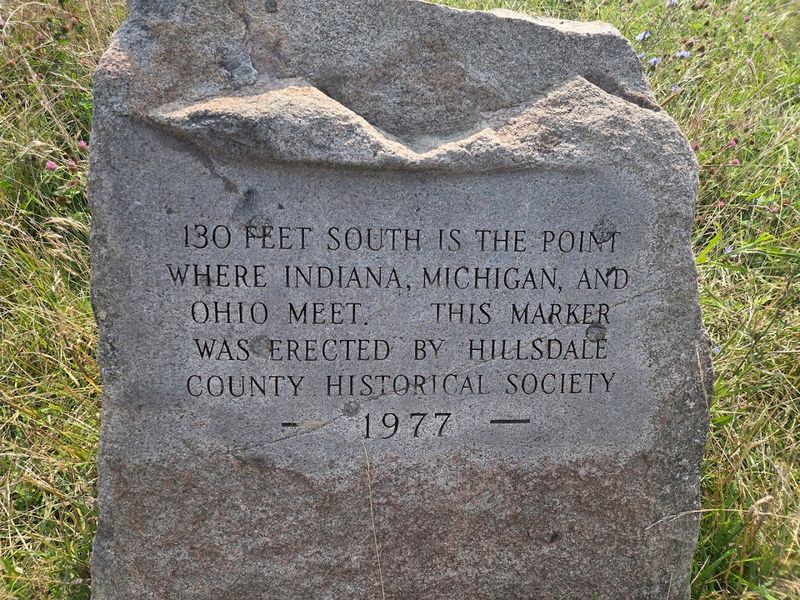 130 FEET SOUTH IS THE POINT
WHERE INDIANA, MICHIGAN, AND
OHIO MEET. THIS MARKER
WAS ERECTED BY HILLSDALE
COUNTY HISTORICAL SOCIETY
— 1977 —